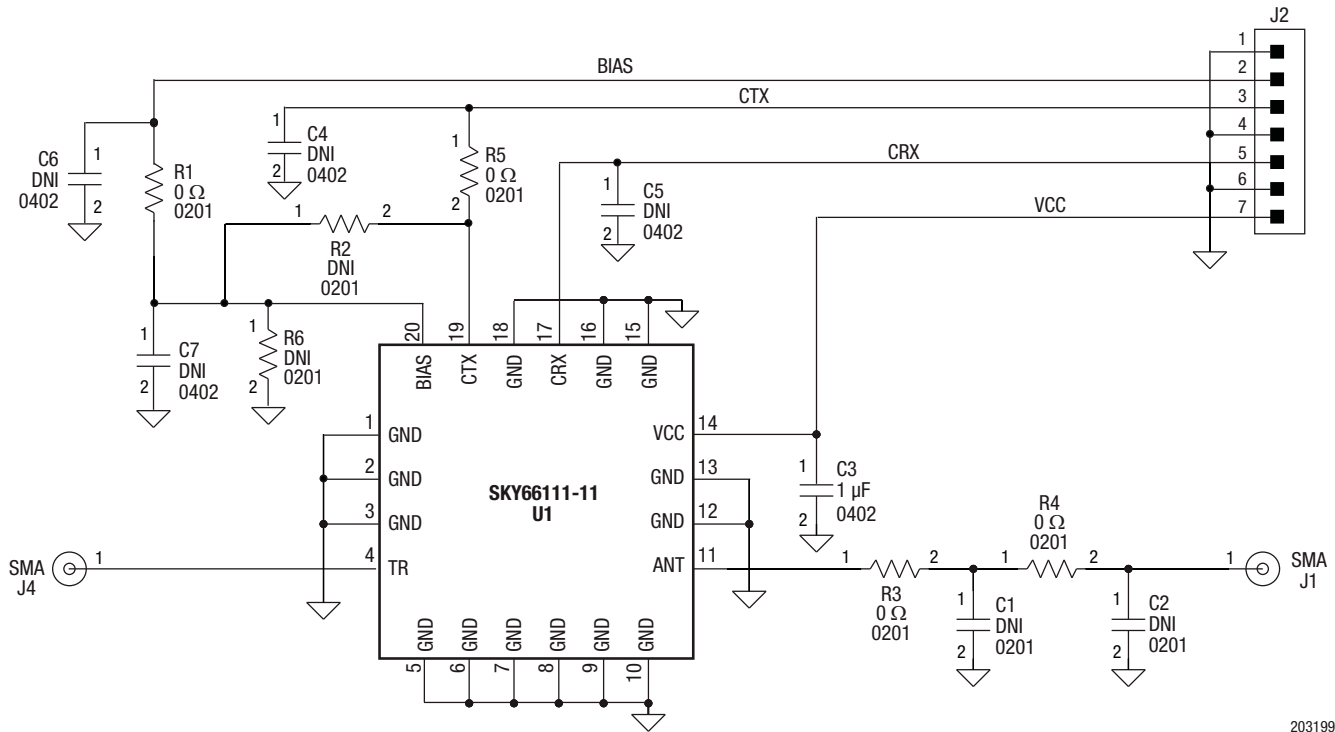 J2
1
BIAS
2
CTX
3
4
CRX
5
6
VCC
7
C6
DNI
0402
1
2
R1
0 Ω
0201
C4
DNI
0402
1
2
1
R5
0 Ω
0201
2
1
C5
DNI
0402
2
1
2
R2
DNI
0201
1
C7
DNI
0402
2
1
R6
DNI
0201
2
20
19
18
17
16
15
BIAS
CTX
GND
CRX
GND
GND
1
GND
2
GND
3
GND
4
TR
SKY66111-11
U1
VCC
14
GND
13
GND
12
ANT
11
GND
GND
GND
GND
GND
GND
5
6
7
8
9
10
1
C3
1 µF
0402
2
SMA
J4
1
1
2
R3
0 Ω
0201
R4
0 Ω
0201
1
2
1
C1
DNI
0201
2
1
C2
DNI
0201
2
1
SMA
J1
203199